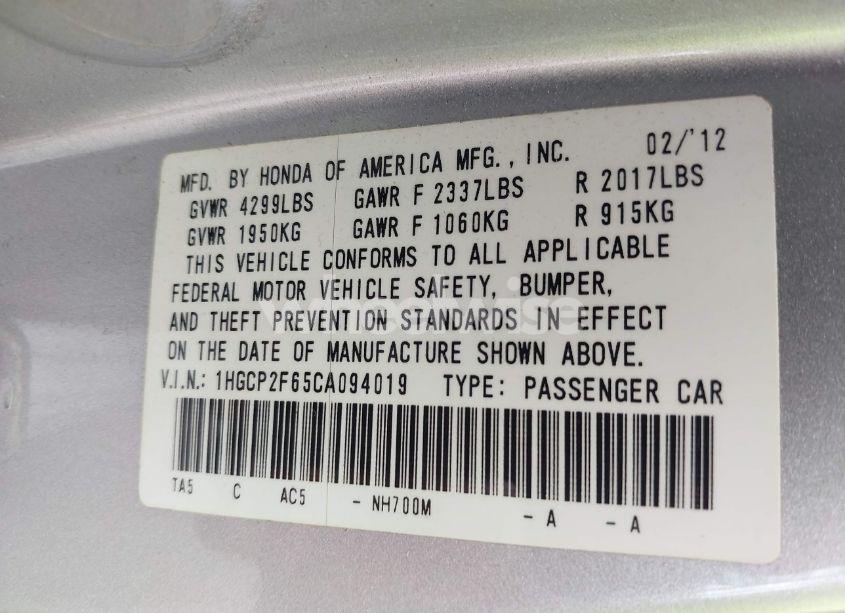 MFD. BY HONDA OF AMERICA MFG., INC. 02/'12
GVWR 4299LBS GAWR F 2337LBS R 2017LBS
GVWR 1950KG GAWR F 1060KG R 915KG
THIS VEHICLE CONFORMS TO ALL APPLICABLE
FEDERAL MOTOR VEHICLE SAFETY, BUMPER,
AND THEFT PREVENTION STANDARDS IN EFFECT
ON THE DATE OF MANUFACTURE SHOWN ABOVE.
V.I.N.: 1HGCP2F65CA094019 TYPE: PASSENGER CAR
TA5 C AC5 - NH700M - A - A